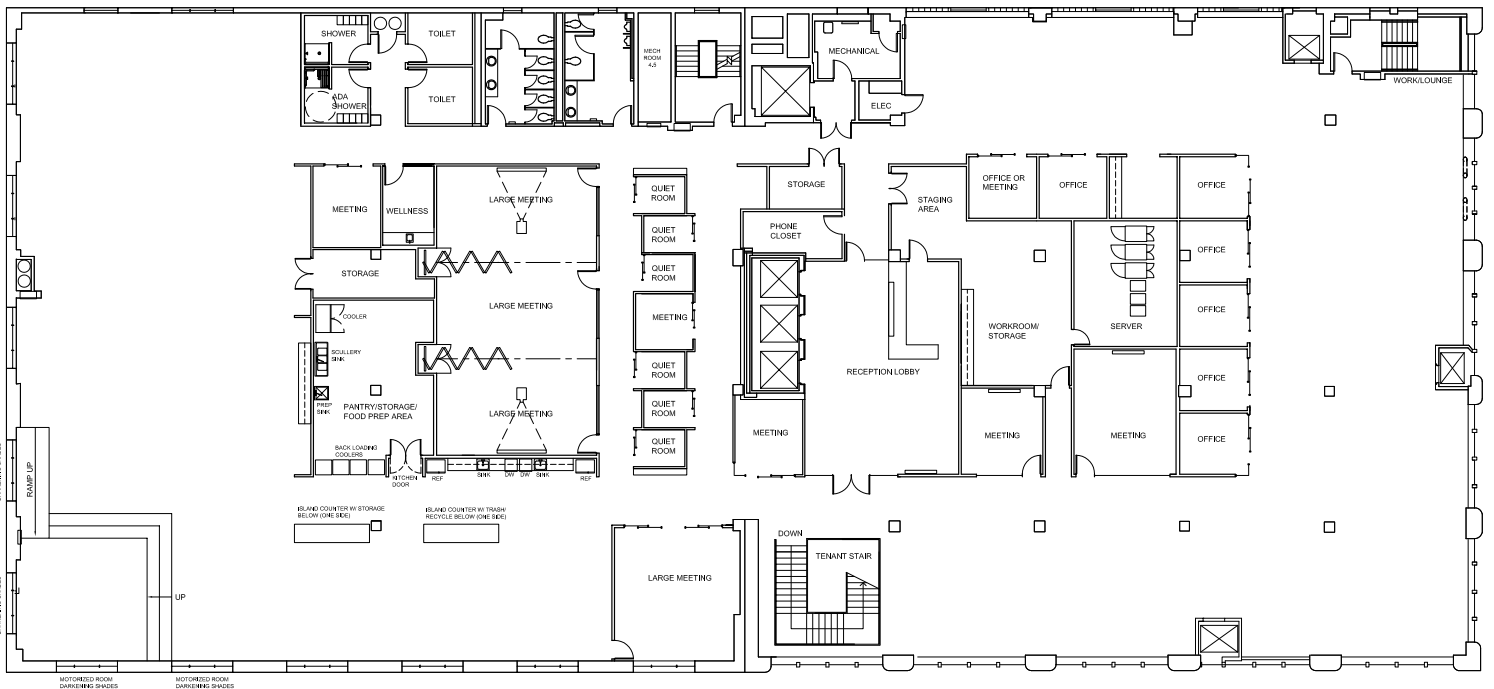 SHOWER
TOILET
ADA
SHOWER
TOILET
MECH
ROOM
4,5
MECHANICAL
ELEC
WORK/LOUNGE
MEETING
WELLNESS
LARGE MEETING
QUIET
ROOM
STORAGE
STAGING
AREA
OFFICE OR
MEETING
OFFICE
OFFICE
QUIET
ROOM
PHONE
CLOSET
OFFICE
STORAGE
QUIET
ROOM
LARGE MEETING
MEETING
WORKROOM/
STORAGE
SERVER
OFFICE
COOLER
SCULLERY
SINK
QUIET
ROOM
RECEPTION LOBBY
OFFICE
PREP
SINK
PANTRY/STORAGE/
FOOD PREP AREA
LARGE MEETING
QUIET
ROOM
MEETING
MEETING
MEETING
OFFICE
BACK LOADING
COOLERS
QUIET
ROOM
KITCHEN
DOOR
REF
SINK
DW
DW
SINK
REF
RAMP UP
ISLAND COUNTER W/ STORAGE
BELOW (ONE SIDE)
ISLAND COUNTER W/ TRASH/
RECYCLE BELOW (ONE SIDE)
DOWN
TENANT STAIR
LARGE MEETING
UP
MOTORIZED ROOM
DARKENING SHADES
MOTORIZED ROOM
DARKENING SHADES